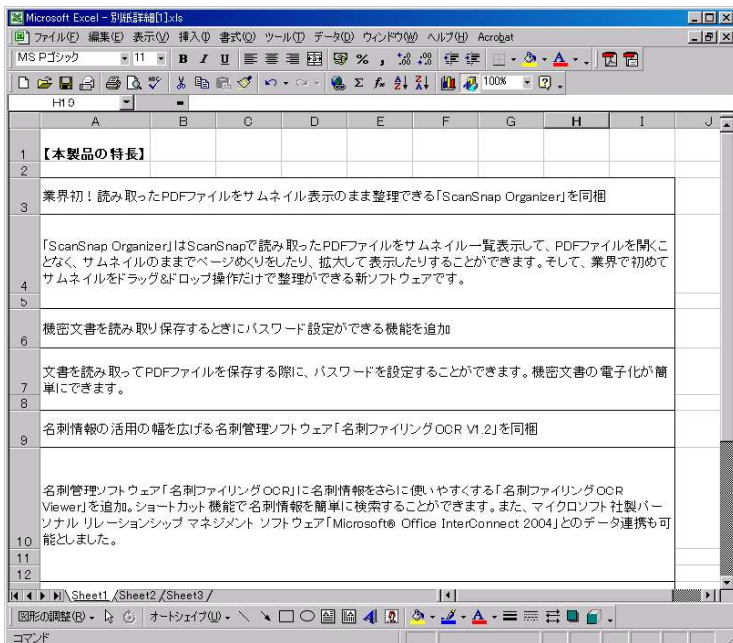 Microsoft Excel - 別紙詳細[1].xls
ファイル(F) 編集(E) 表示(V) 挿入(I) 書式(O) ツール(T) データ(D) ウィンドウ(W) ヘルプ(H) Acrobat
MS Pゴシック 11 B I U % ,
Σ fx 100%
H19 =
A B C D E F G H I J
1 【本製品の特長】
2
3 業界初！読み取ったPDFファイルをサムネイル表示のまま整理できる「ScanSnap Organizer」を同梱
「ScanSnap Organizer」はScanSnapで読み取ったPDFファイルをサムネイル一覧表示して、PDFファイルを開くこ
となく、サムネイルのままでページめくりをしたり、拡大して表示したりすることができます。そして、業界で初めて
4 サムネイルをドラッグ&ドロップ操作だけで整理ができる新ソフトウェアです。
5
6 機密文書を読み取り保存するときにパスワード設定ができる機能を追加
文書を読み取ってPDFファイルを保存する際に、パスワードを設定することができます。機密文書の電子化が簡
7 単にできます。
8
9 名刺情報の活用の幅を広げる名刺管理ソフトウェア「名刺ファイリングOCR V1.2」を同梱
名刺管理ソフトウェア「名刺ファイリングOCR」に名刺情報をさらに使いやすくする「名刺ファイリングOCR
Viewer」を追加。ショートカット機能で名刺情報を簡単に検索することができます。また、マイクロソフト社製パー
ソナル リレーションシップ マネジメント ソフトウェア「Microsoft® Office InterConnect 2004」とのデータ連携も可
10 能としました。
11
12
Sheet1 / Sheet2 / Sheet3 /
図形の調整(R) オートシェイプ(U)
コマンド